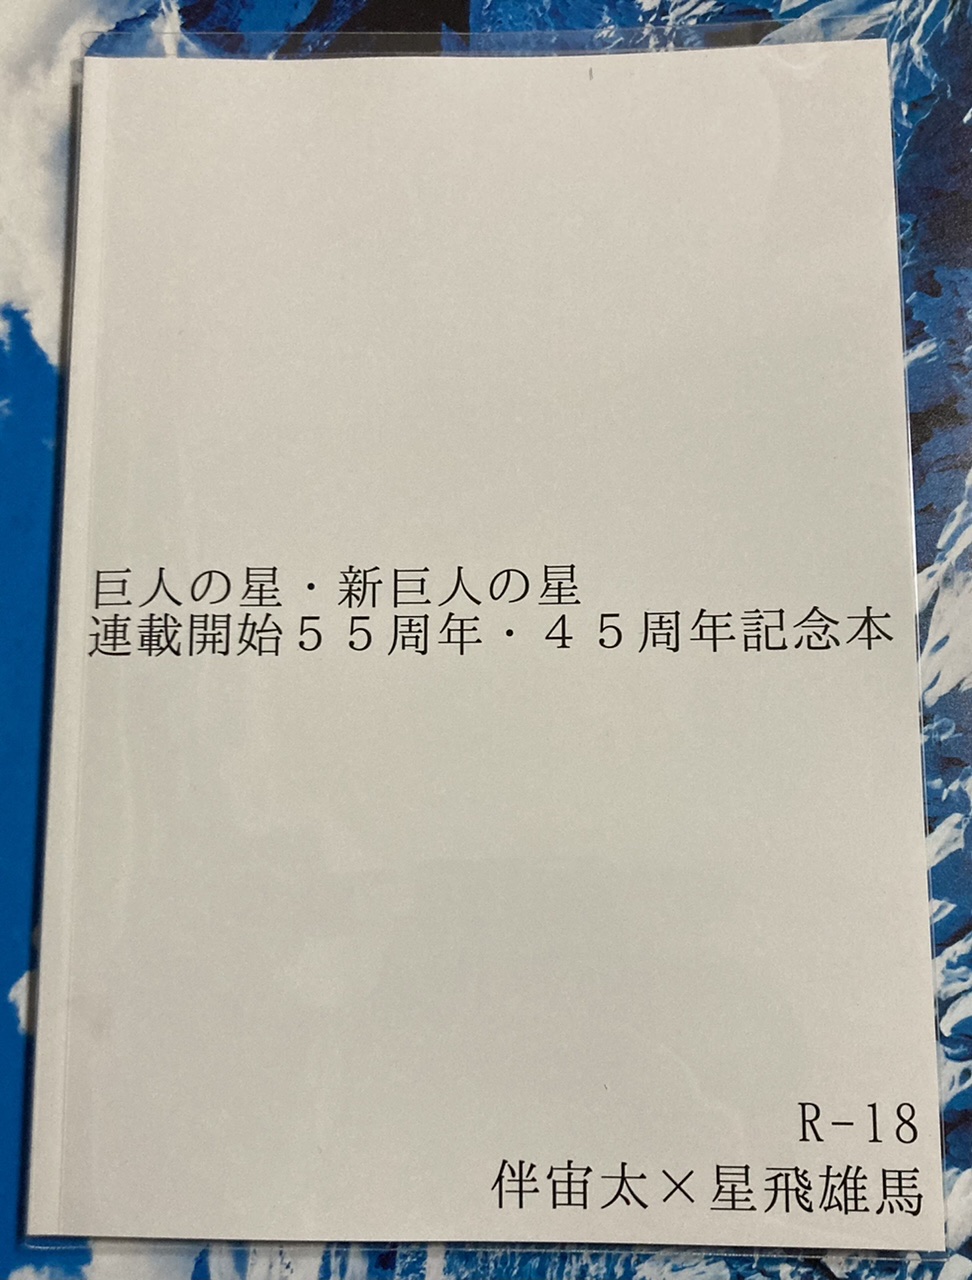 巨人の星・新巨人の星
連載開始５５周年・４５周年記念本
R-18
伴宙太×星飛雄馬